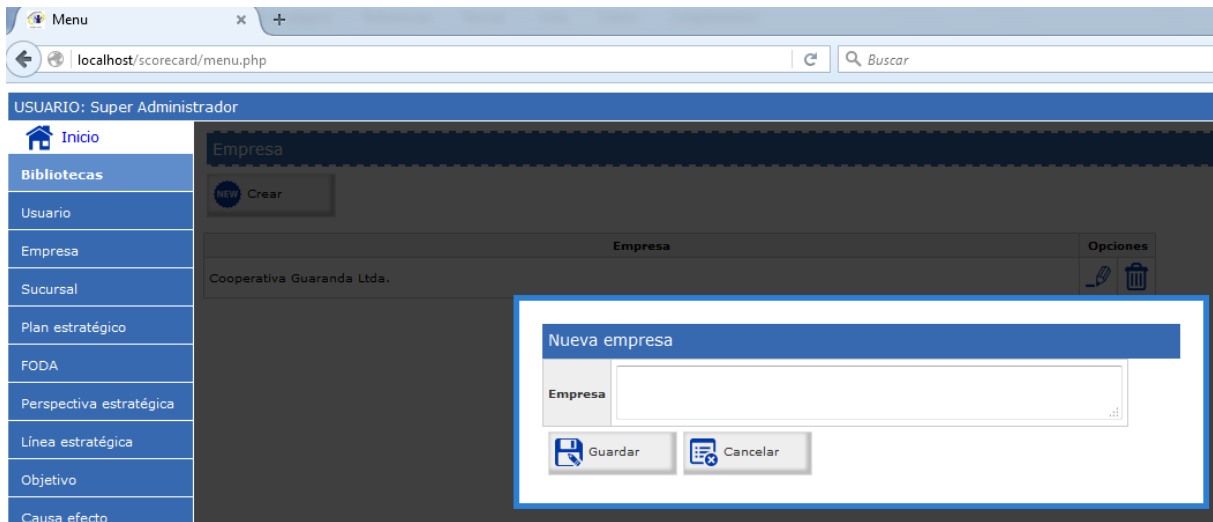 Menu
localhost/scorecard/menu.php
Buscar
USUARIO: Super Administrador
Inicio
Bibliotecas
Usuario
Empresa
Sucursal
Plan estratégico
FODA
Perspectiva estratégica
Línea estratégica
Objetivo
Causa efecto
Empresa
NEW Crear
Empresa Opciones
Cooperativa Guaranda Ltda.
Nueva empresa
Empresa
Guardar Cancelar